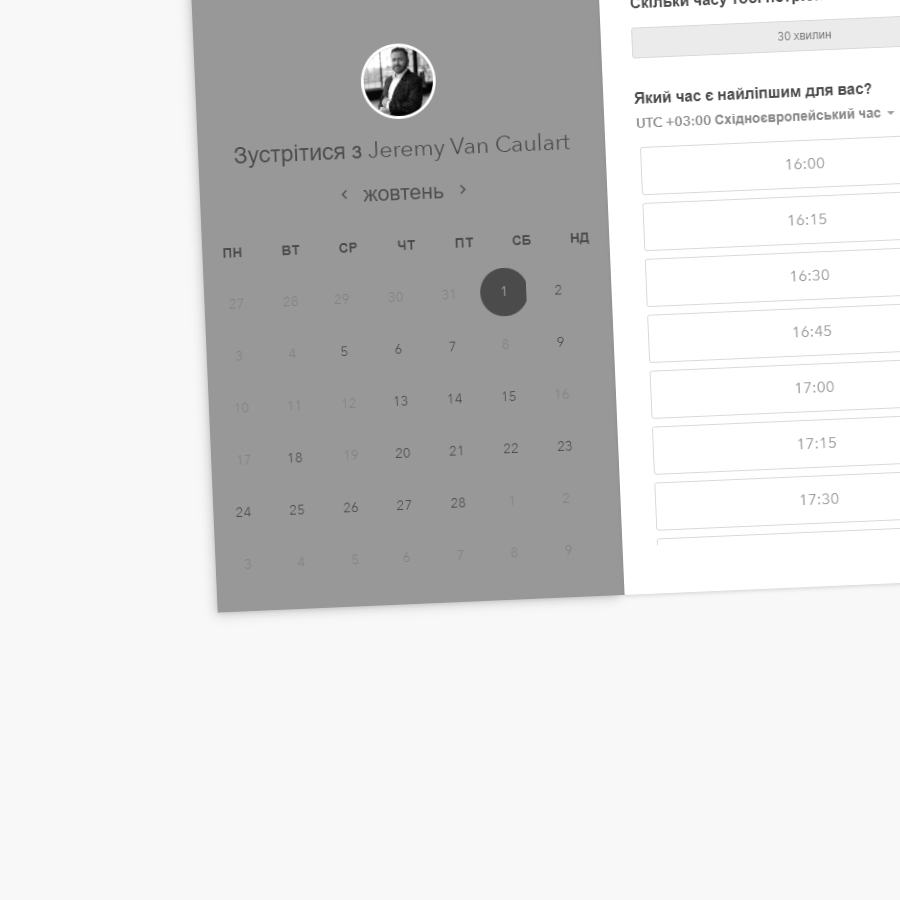 Зустрітися з Jeremy Van Caulart
жовтень
ПН ВТ СР ЧТ ПТ СБ НД
27 28 29 30 31 1 2
3 4 5 6 7 8 9
10 11 12 13 14 15 16
17 18 19 20 21 22 23
24 25 26 27 28 1 2
3 4 5 6 7 8 9
Скільки часу тобі
30 хвилин
Який час є найліпшим для вас?
UTC +03:00 Східноєвропейський час
16:00
16:15
16:30
16:45
17:00
17:15
17:30